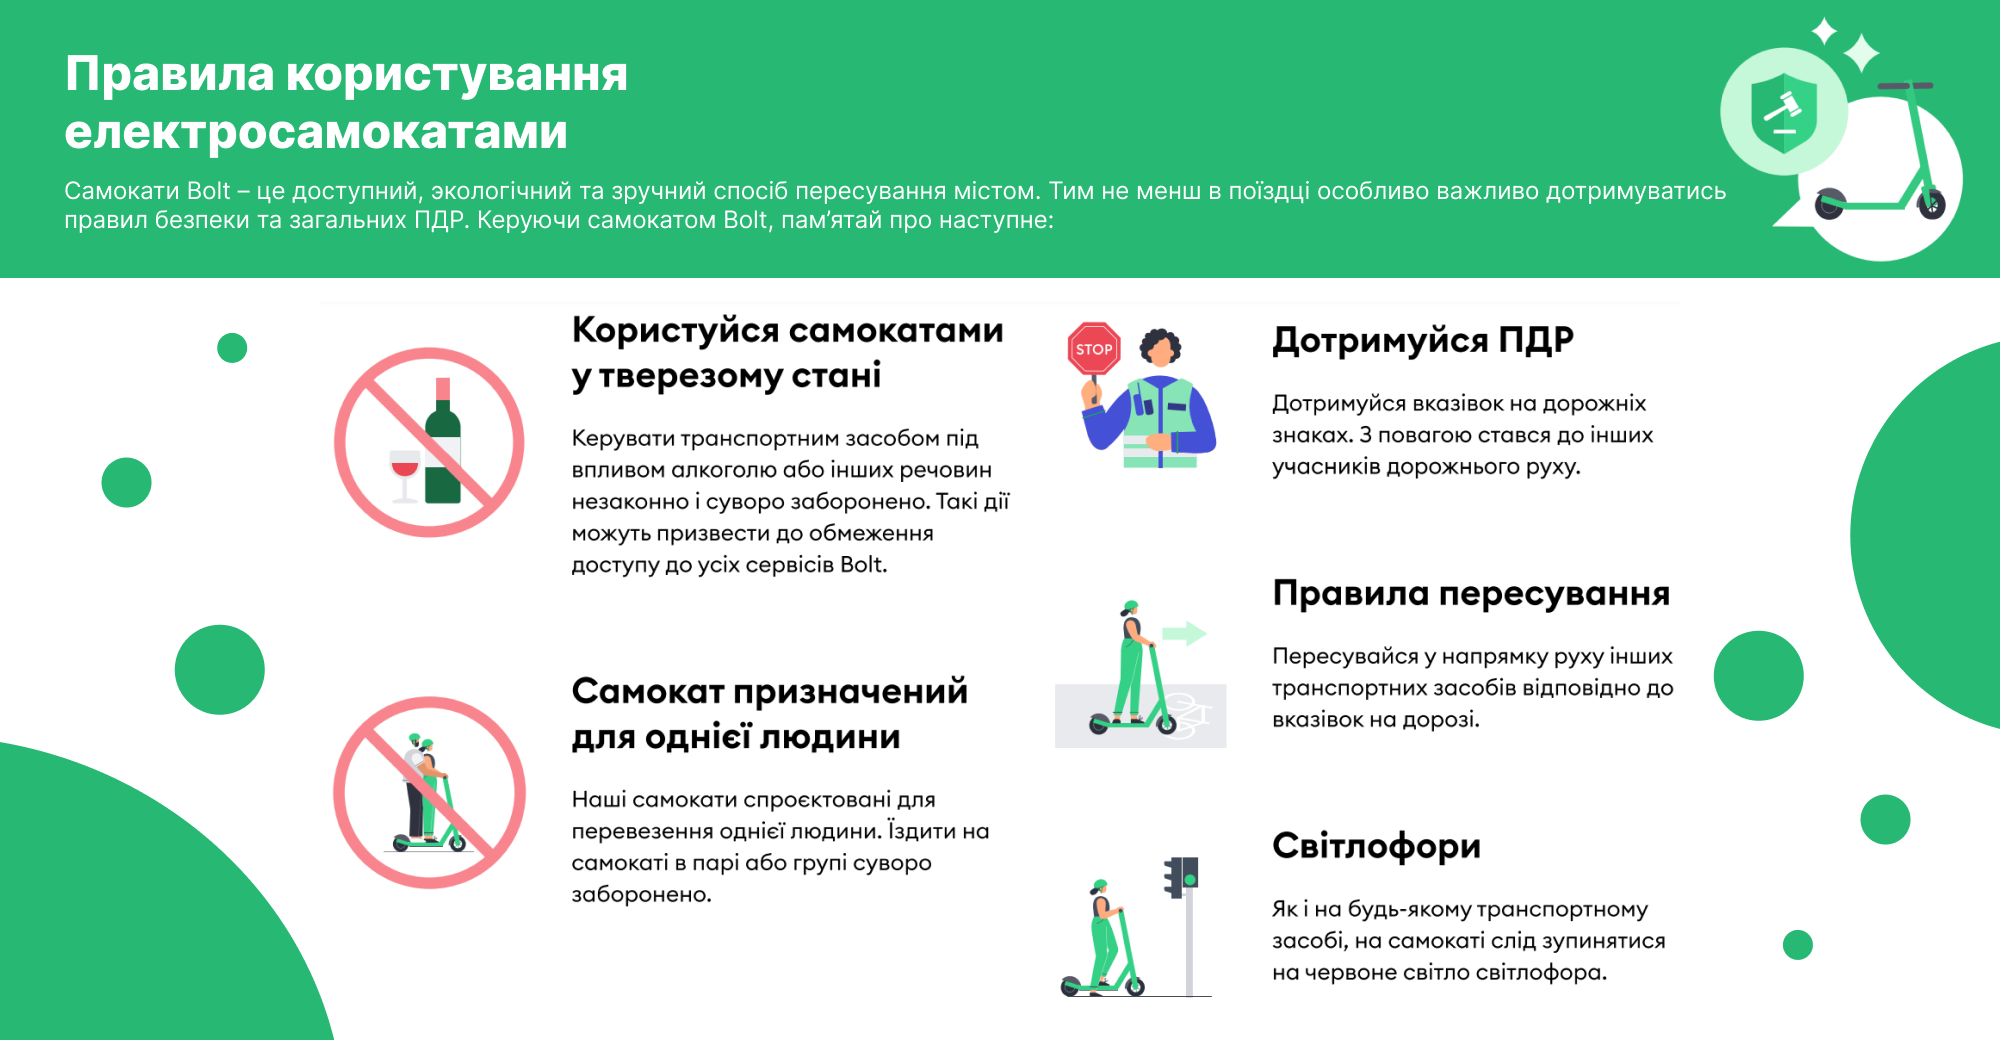 Правила користування
електросамокатами
Самокати Bolt – це доступний, экологічний та зручний спосіб пересування містом. Тим не менш в поїздці особливо важливо дотримуватись
правил безпеки та загальних ПДР. Керуючи самокатом Bolt, пам’ятай про наступне:
Користуйся самокатами
у тверезому стані
Керувати транспортним засобом під
впливом алкоголю або інших речовин
незаконно і суворо заборонено. Такі дії
можуть призвести до обмеження
доступу до усіх сервісів Bolt.
Самокат призначений
для однієї людини
Наші самокати спроєктовані для
перевезення однієї людини. Їздити на
самокаті в парі або групі суворо
заборонено.
STOP
Дотримуйся ПДР
Дотримуйся вказівок на дорожніх
знаках. З повагою стався до інших
учасників дорожнього руху.
Правила пересування
Пересувайся у напрямку руху інших
транспортних засобів відповідно до
вказівок на дорозі.
Світлофори
Як і на будь-якому транспортному
засобі, на самокаті слід зупинятися
на червоне світло світлофора.